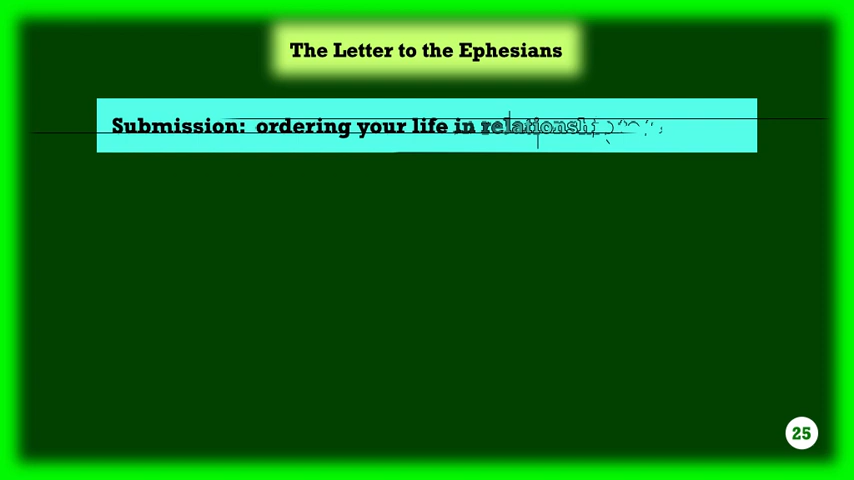 The Letter to the Ephesians
Submission: ordering your life in
25